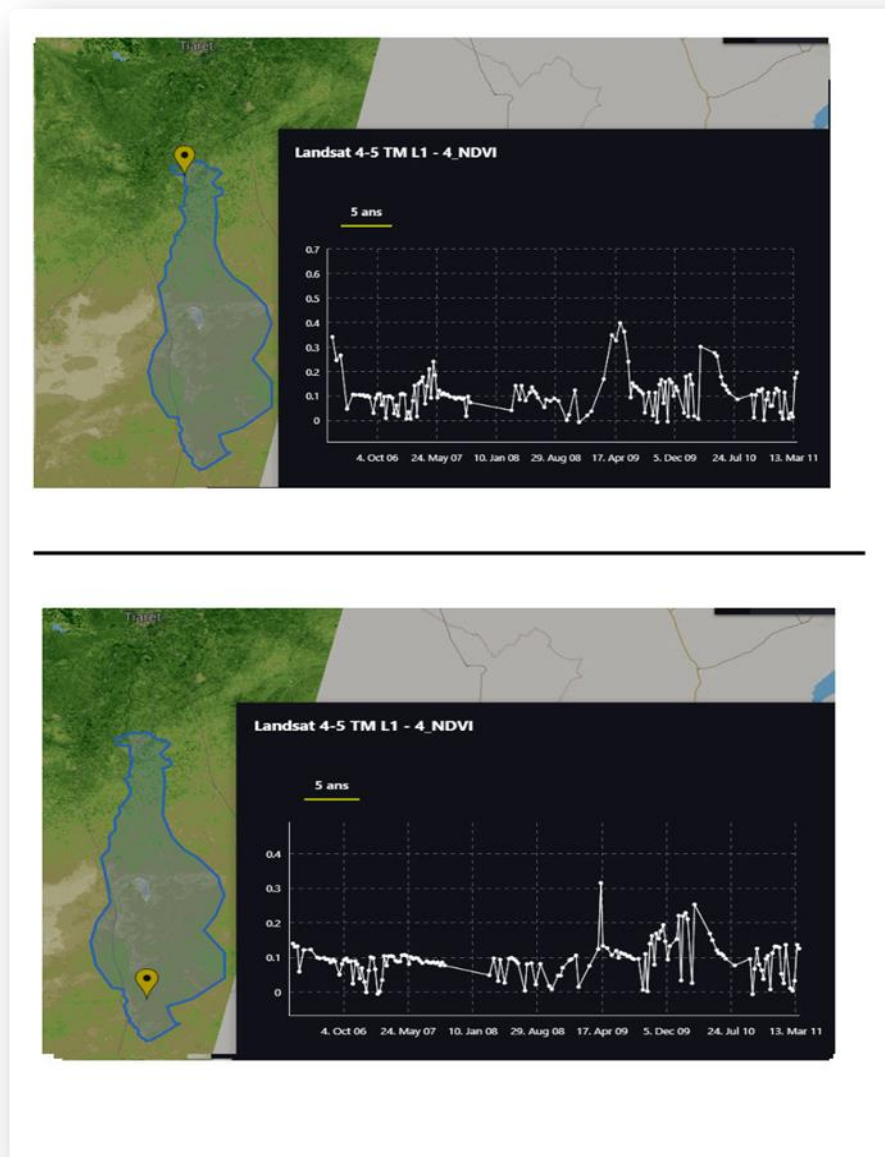 Tiaret
Landsat 4-5 TM L1 - 4_NDVI
5 ans
0.7
0.6
0.5
0.4
0.3
0.2
0.1
0
4. Oct 06 24. May 07 10. Jan 08 29. Aug 08 17. Apr 09 5. Dec 09 24. Jul 10 13. Mar 11
Tiaret
Landsat 4-5 TM L1 - 4_NDVI
5 ans
0.4
0.3
0.2
0.1
0
4. Oct 06 24. May 07 10. Jan 08 29. Aug 08 17. Apr 09 5. Dec 09 24. Jul 10 13. Mar 11